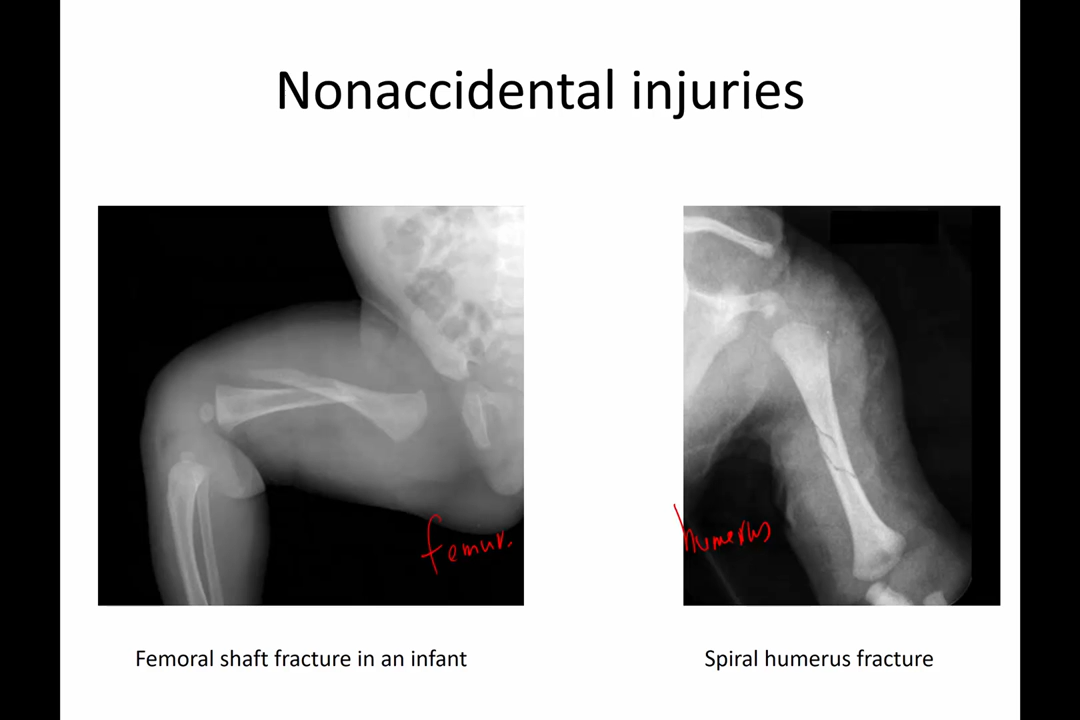 Nonaccidental injuries
femur.
humerus
Femoral shaft fracture in an infant
Spiral humerus fracture